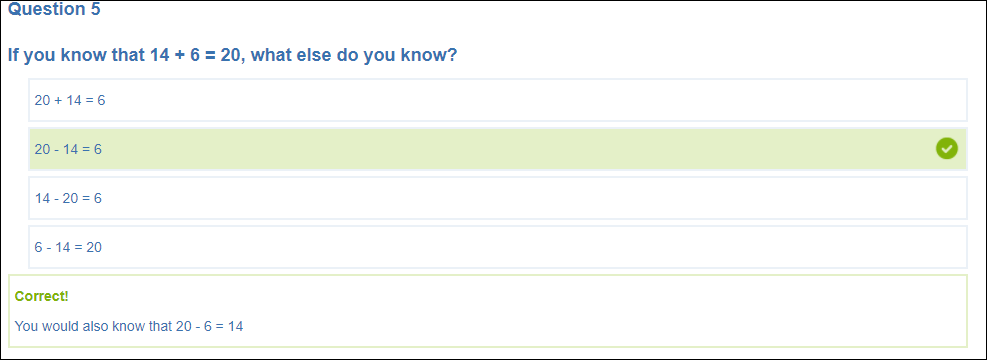 Question 5
If you know that 14 + 6 = 20, what else do you know?
20 + 14 = 6
20 - 14 = 6
14 - 20 = 6
6 - 14 = 20
Correct!
You would also know that 20 - 6 = 14